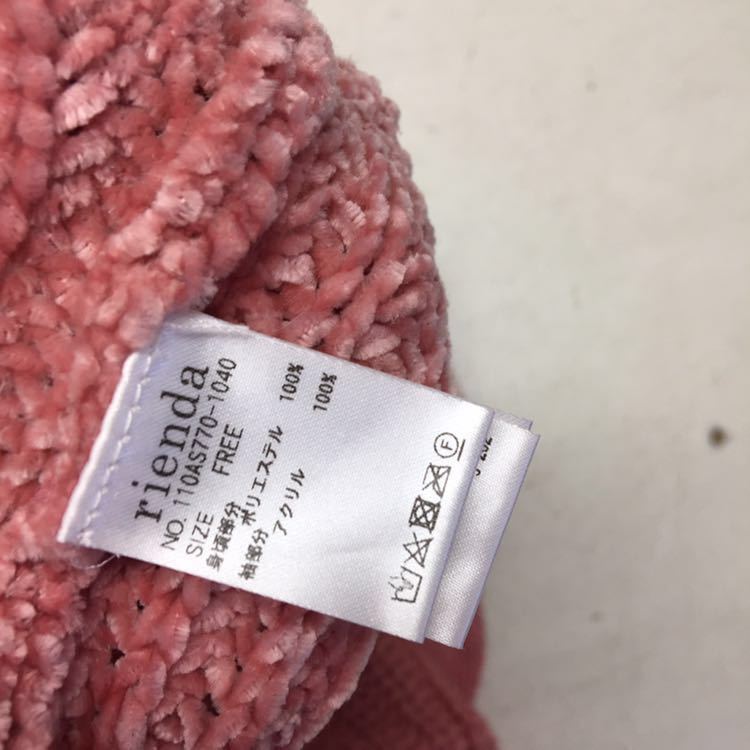 rienda
NO. 110AS770-1040
SIZE FREE
身頃部分 ポリエステル 100%
袖部分 アクリル 100%